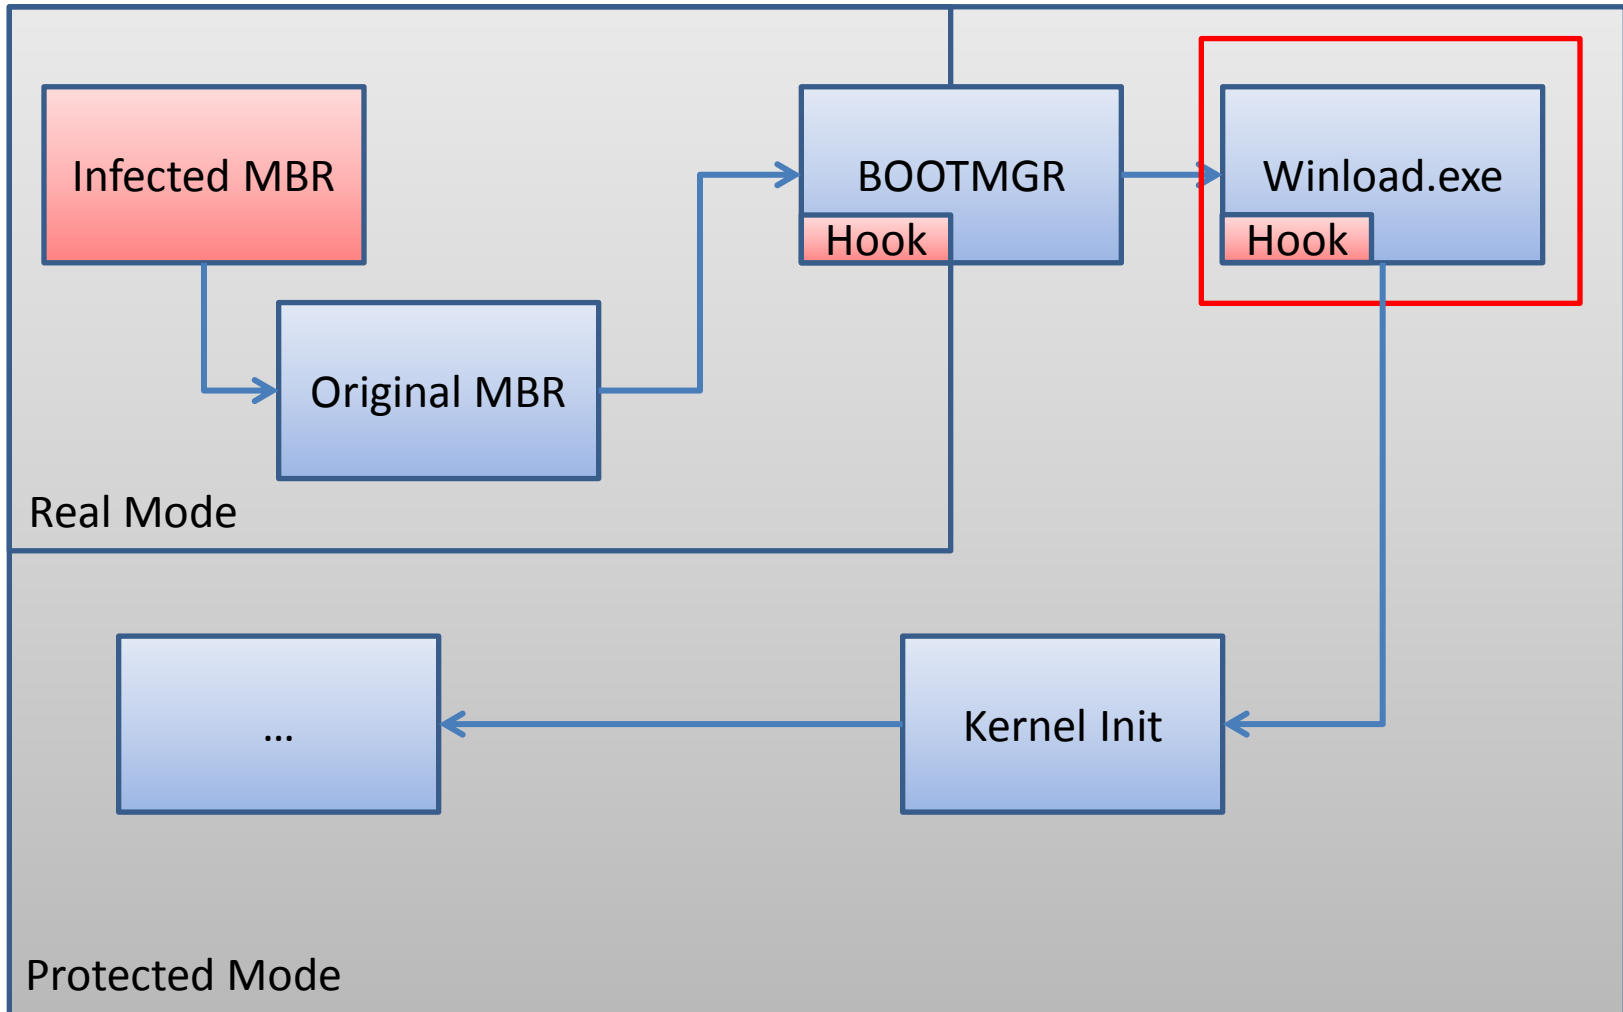 Infected MBR
BOOTMGR
Hook
Winload.exe
Hook
Original MBR
Real Mode
...
Kernel Init
Protected Mode